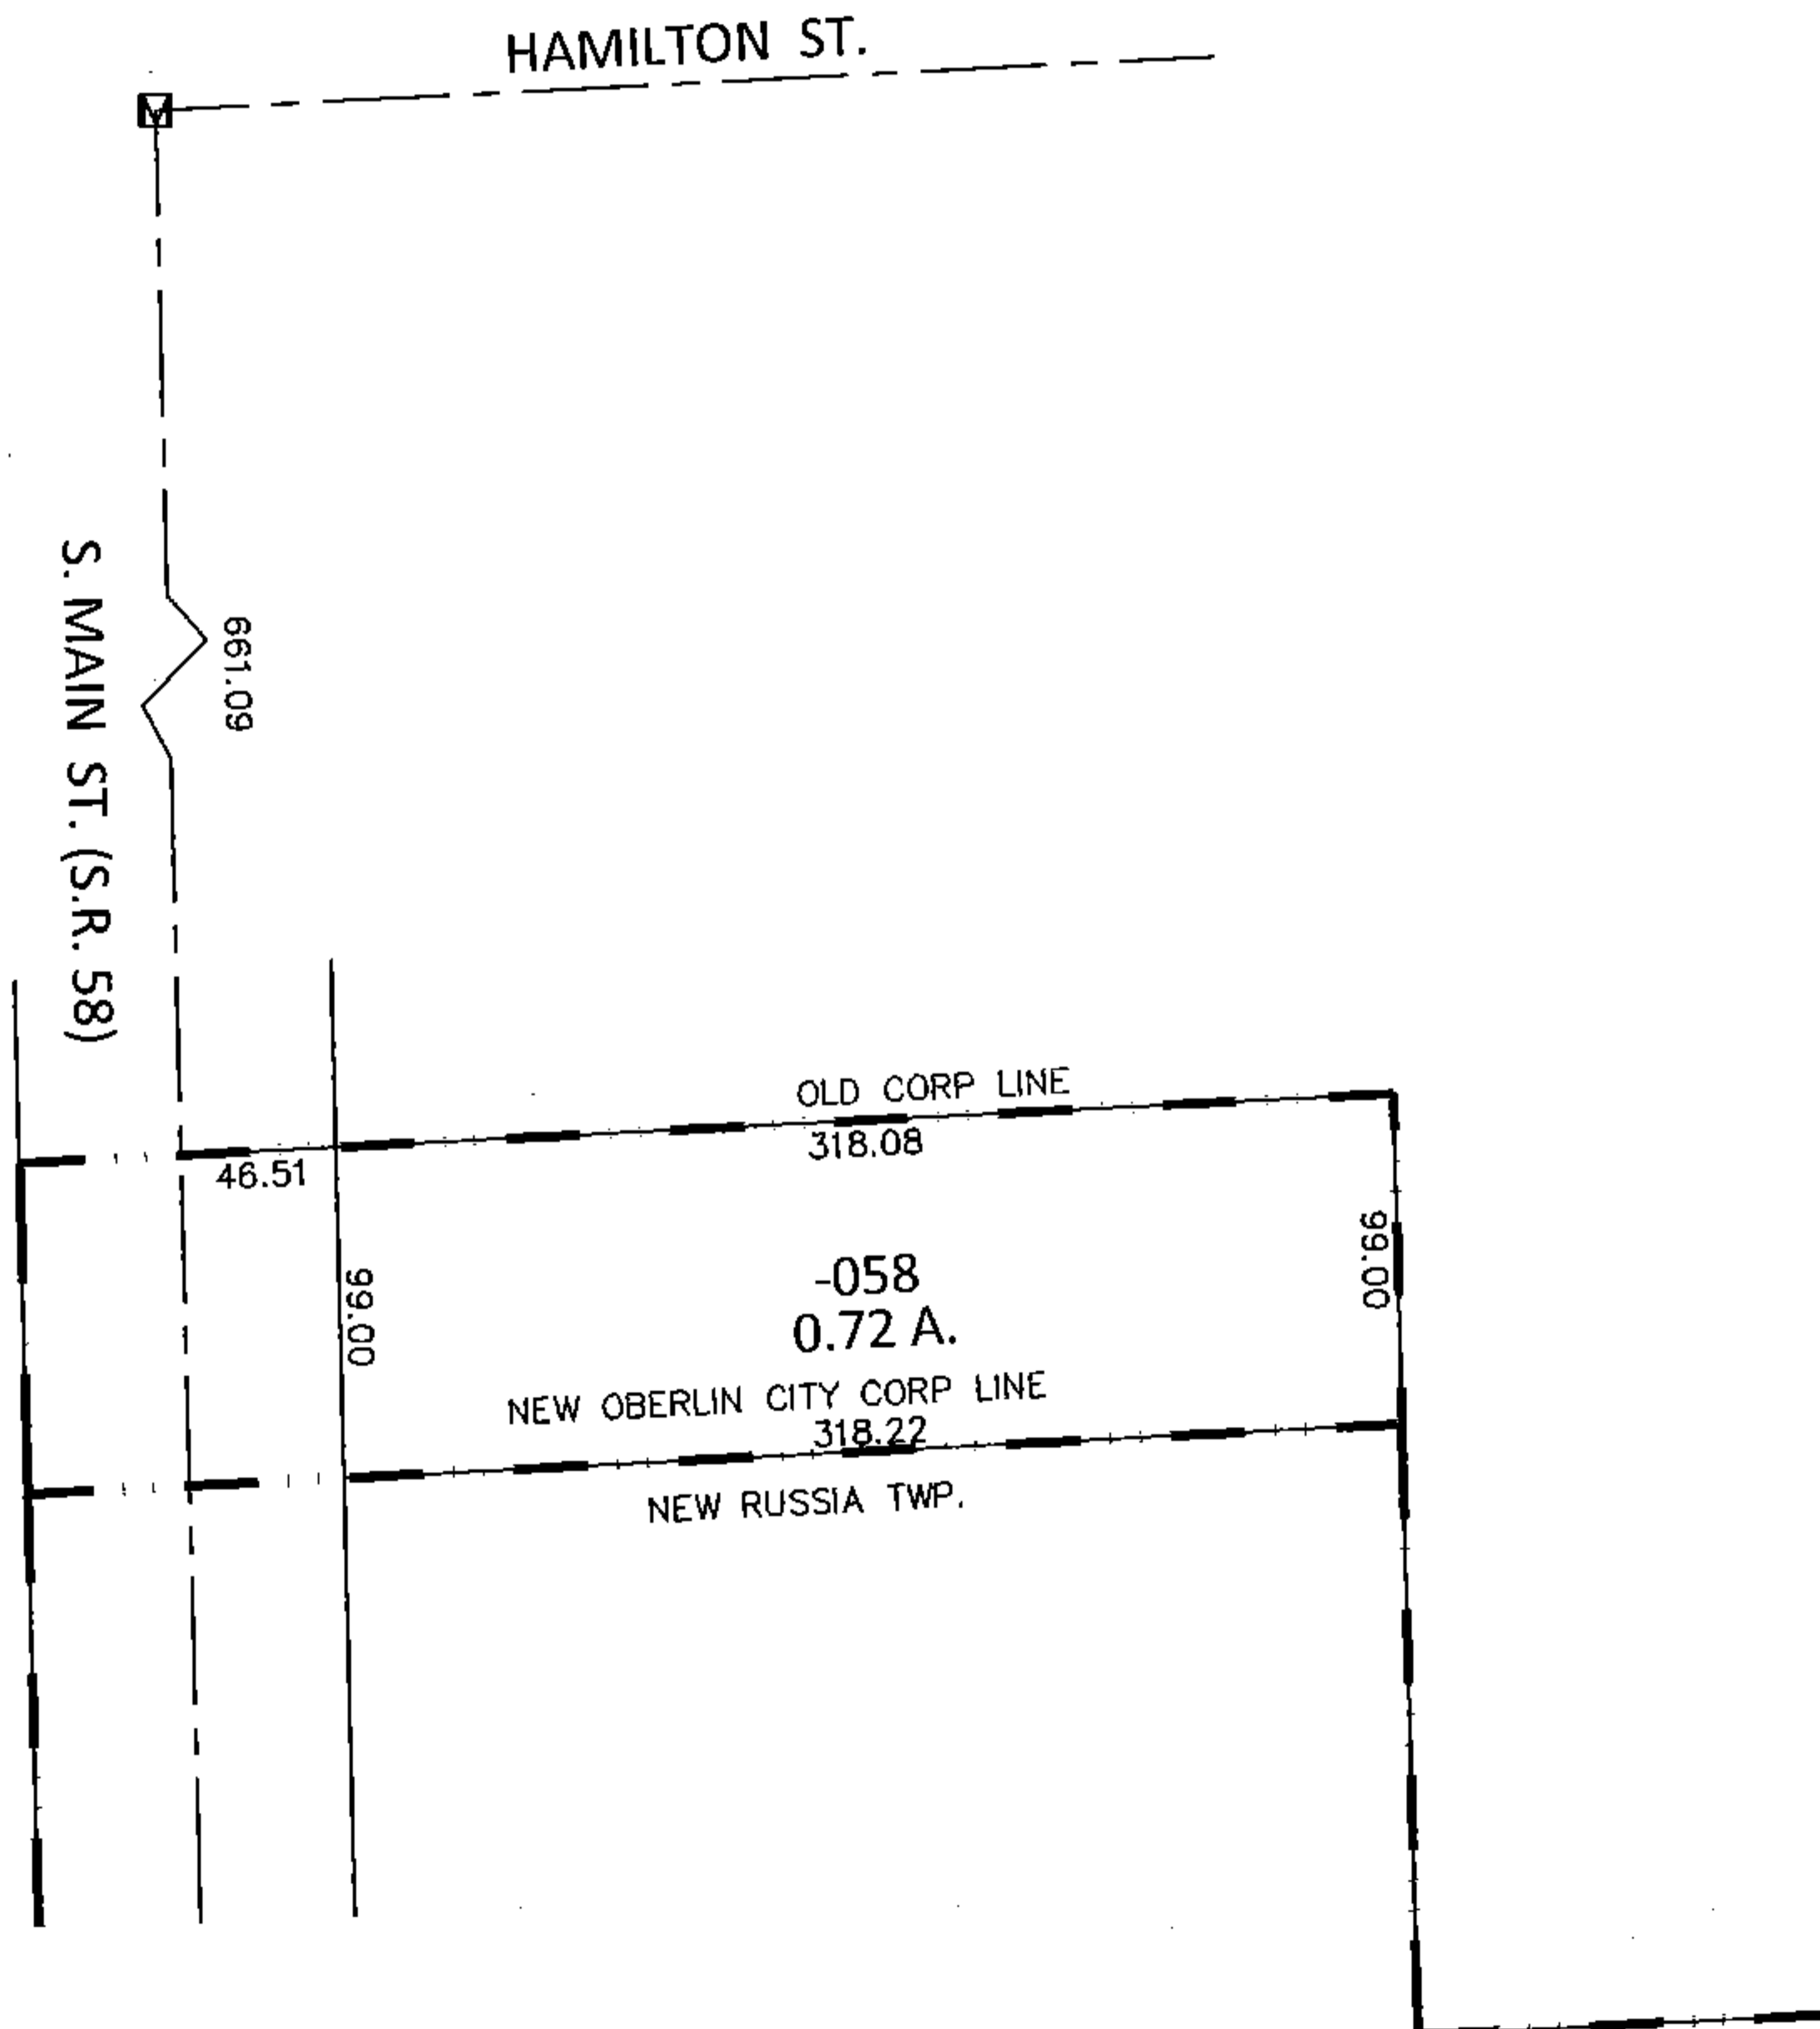 HAMILTON ST.
661.09
S. MAIN ST. (S.R. 58)
OLD CORP LINE
318.08
46.51
99.00
99.00
-058
0.72 A.
NEW OBERLIN CITY CORP LINE
318.22
NEW RUSSIA TWP.